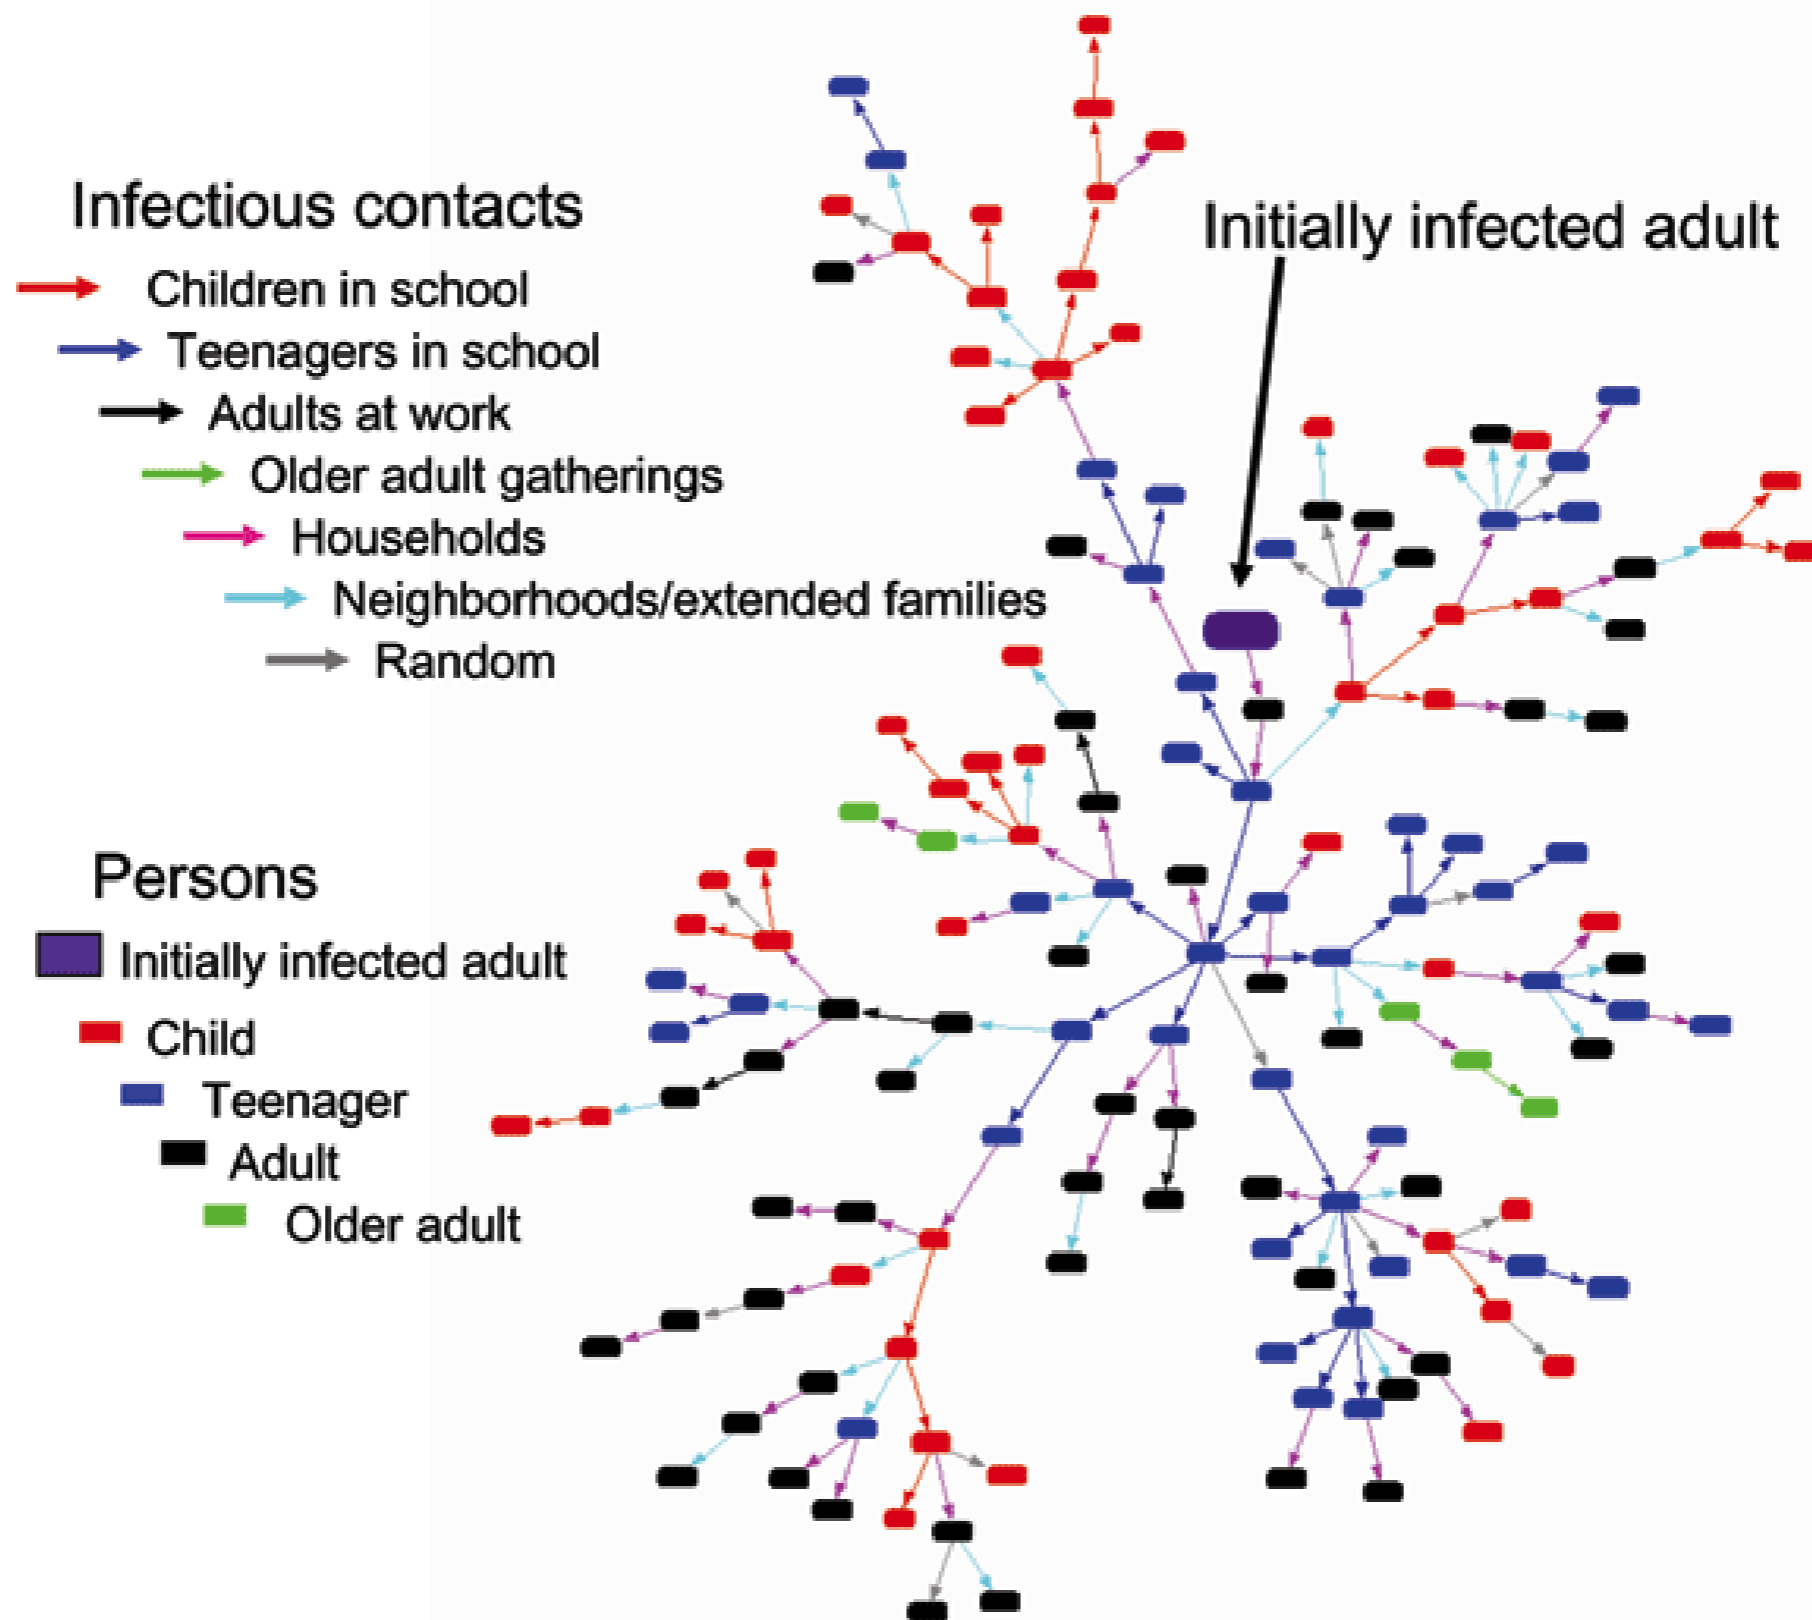 Infectious contacts
Initially infected adult
Children in school
Teenagers in school
Adults at work
Older adult gatherings
Households
Neighborhoods/extended families
Random
Persons
Initially infected adult
Child
Teenager
Adult
Older adult